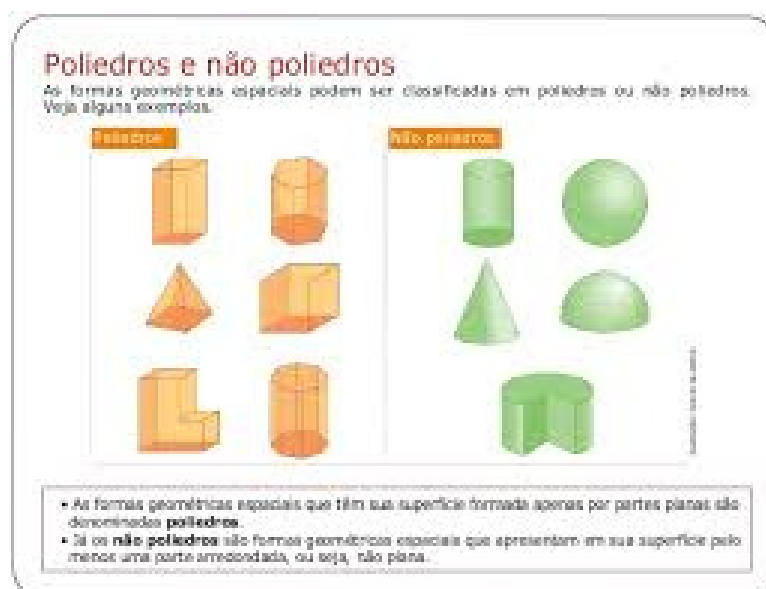 Poliedros e não poliedros
As formas geométricas espaciais podem ser classificadas em poliedros ou não poliedros.
Veja alguns exemplos.
Poliedros
Não poliedros
• As formas geométricas espaciais que têm sua superfície formada apenas por partes planas são
denominadas poliedros.
• Já os não poliedros são formas geométricas espaciais que apresentam em sua superfície pelo
menos uma parte arredondada, ou seja, não plana.